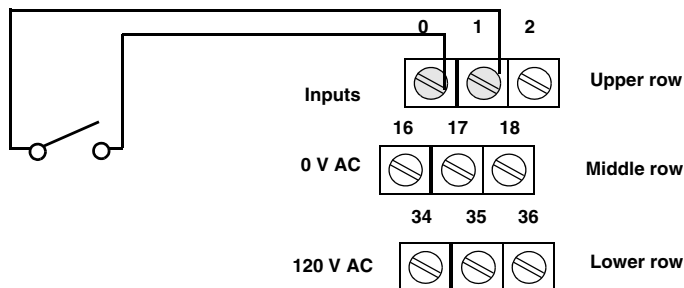 0 1 2
Inputs Upper row
16 17 18
0 V AC Middle row
34 35 36
120 V AC Lower row